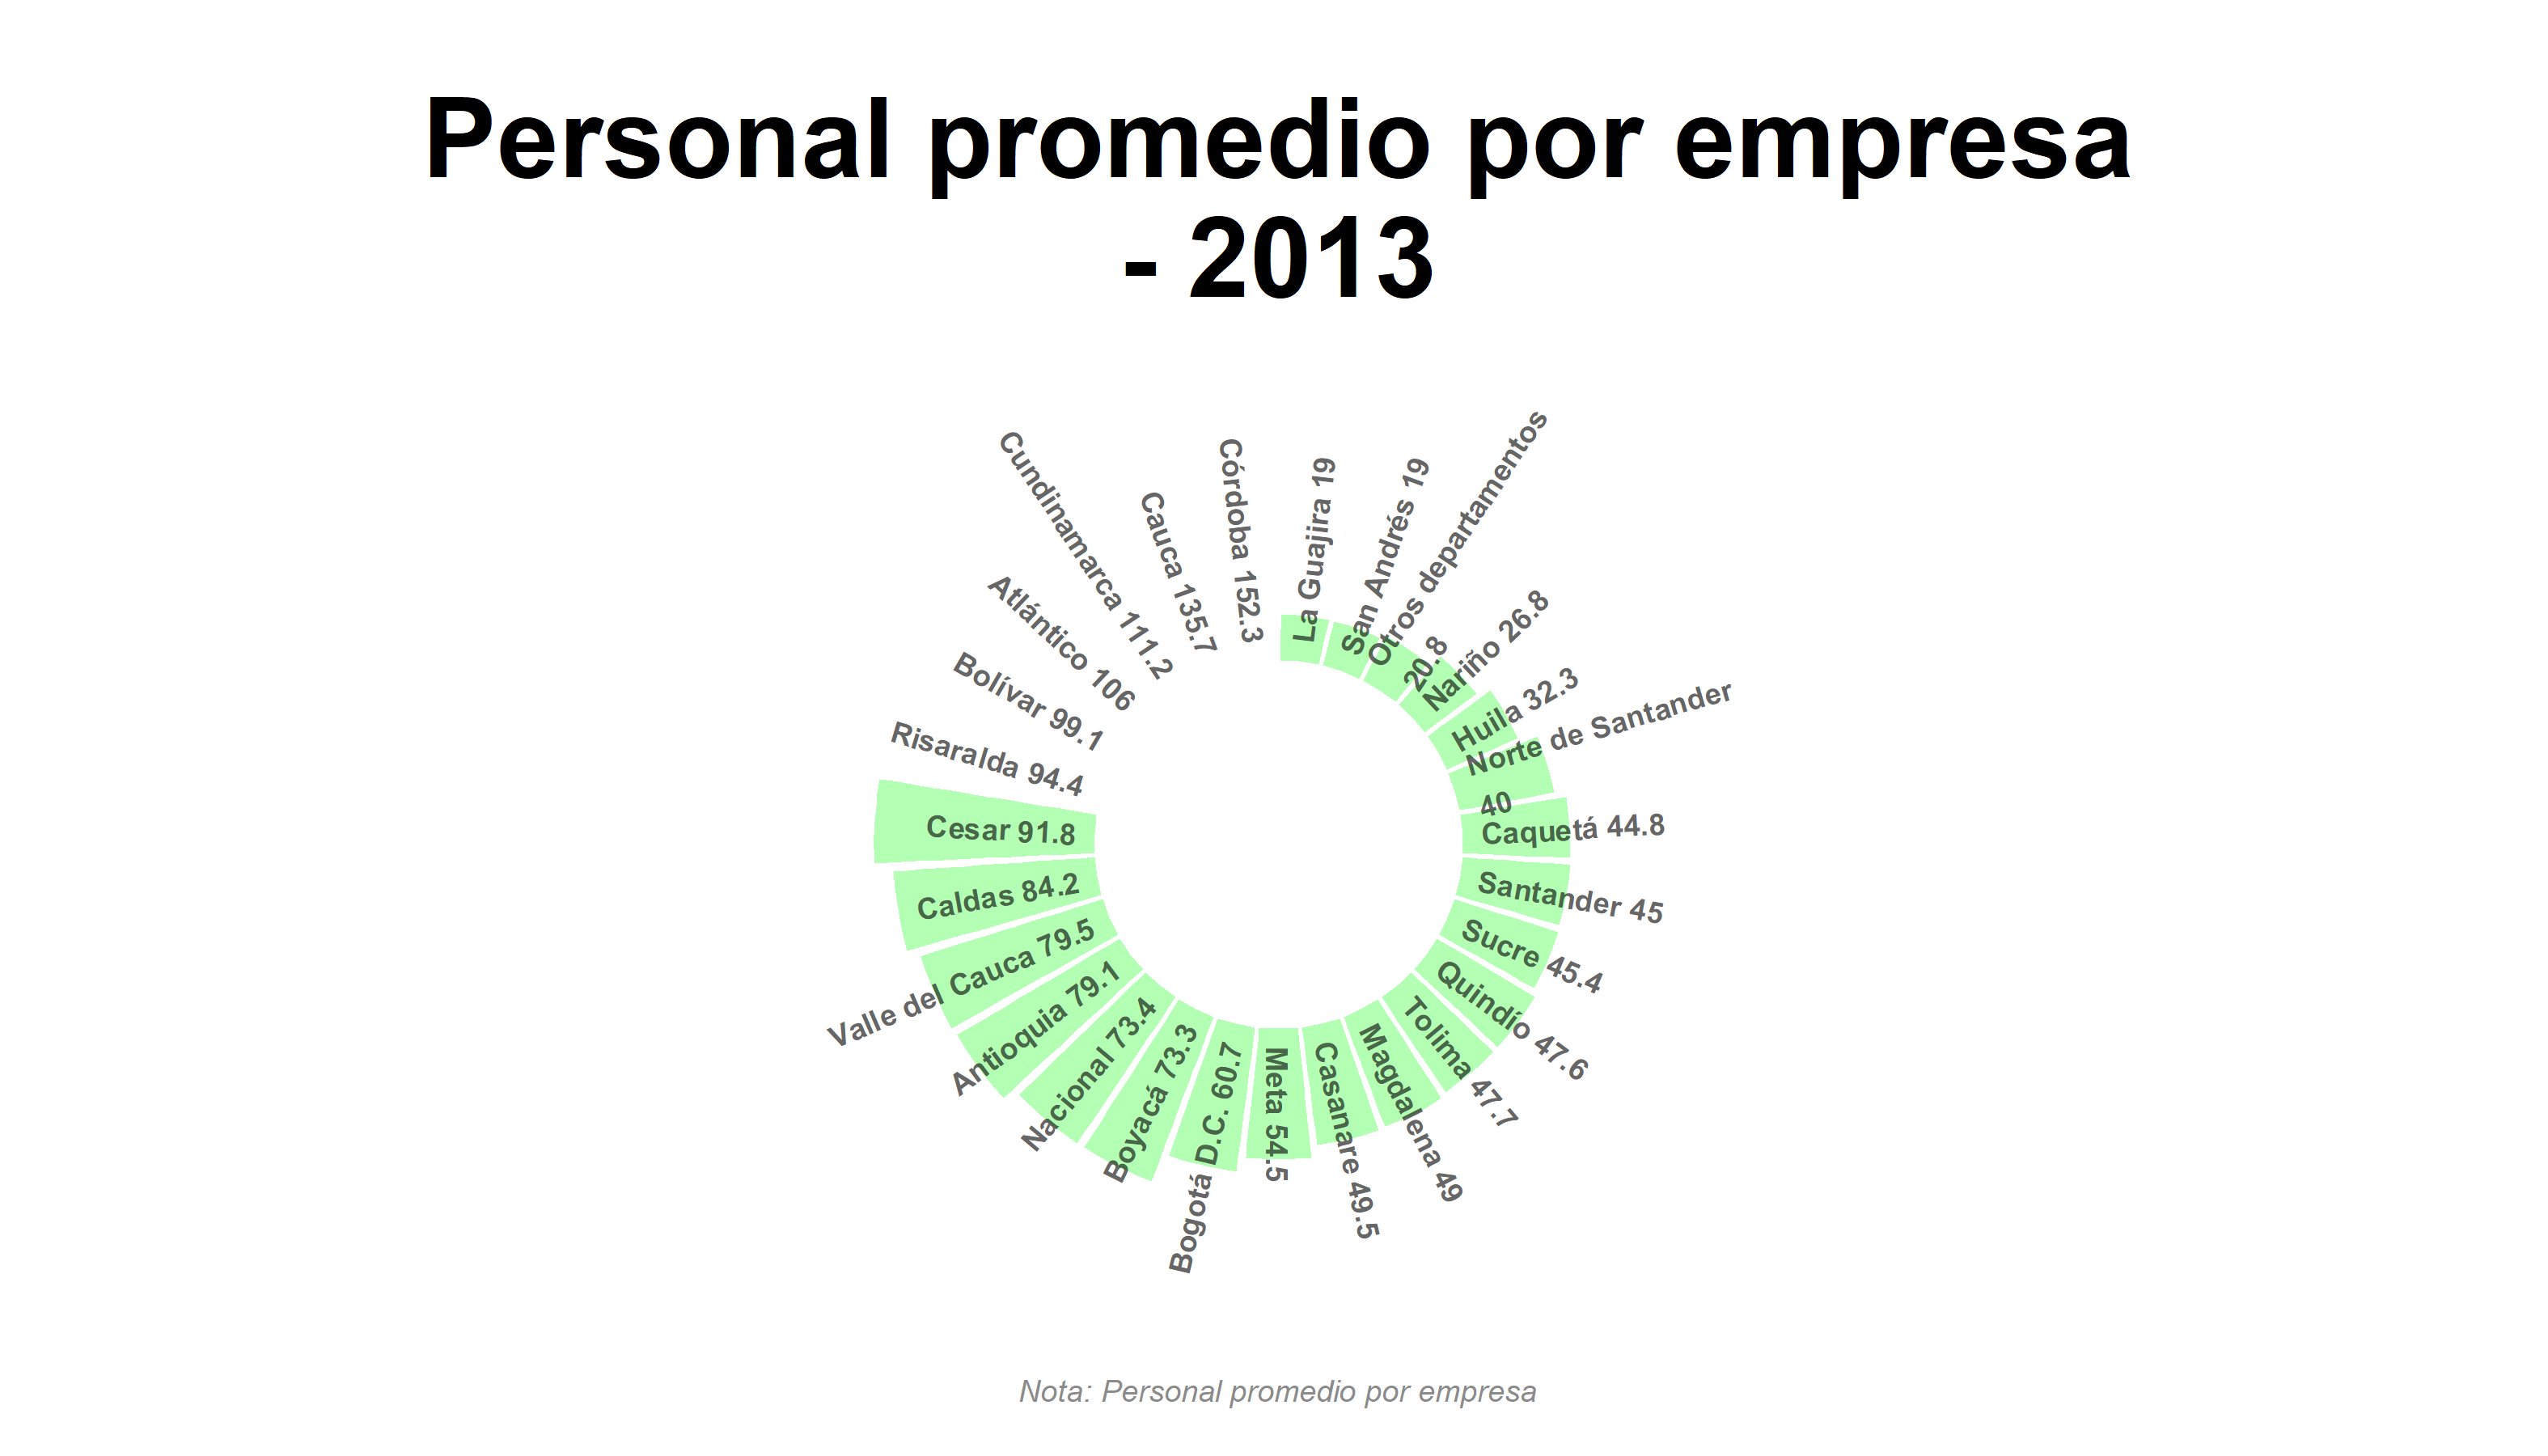 Personal promedio por empresa
- 2013
La Guajira 19
San Andrés 19
Otros departamentos
20.8
Nariño 26.8
Huila 32.3
Norte de Santander
40
Caquetá 44.8
Santander 45
Sucre 45.4
Quindío 47.6
Tolima 47.7
Magdalena 49
Casanare 49.5
Meta 54.5
Bogotá D.C. 60.7
Boyacá 73.3
Nacional 73.4
Antioquia 79.1
Valle del Cauca 79.5
Caldas 84.2
Cesar 91.8
Risaralda 94.4
Bolívar 99.1
Atlántico 106
Cundinamarca 111.2
Cauca 135.7
Córdoba 152.3
Nota: Personal promedio por empresa